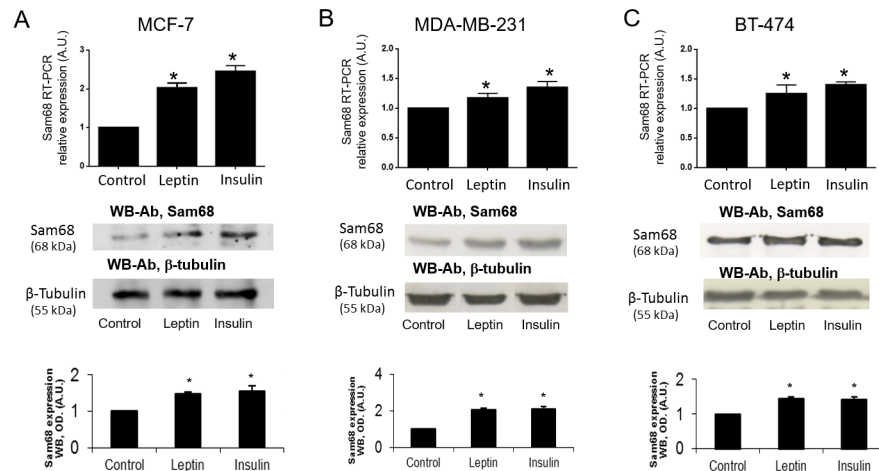 A
MCF-7
Sam68 RT-PCR
relative expression (A.U.)
3
2
1
0
Control Leptin Insulin
WB-Ab, Sam68
Sam68
(68 kDa)
WB-Ab, β-tubulin
β-Tubulin
(55 kDa)
Control Leptin Insulin
Sam68 expression
WB, OD. (A.U.)
2
1
0
Control Leptin Insulin
* *
* *
B
MDA-MB-231
Sam68 RT-PCR
relative expression (A.U.)
2.0
1.5
1.0
0.5
0.0
Control Leptin Insulin
WB-Ab, Sam68
Sam68
(68 kDa)
WB-Ab, β-tubulin
β-Tubulin
(55 kDa)
Control Leptin Insulin
Sam68 expression
WB, OD. (A.U.)
4
2
0
Control Leptin Insulin
* *
* *
C
BT-474
Sam68 RT-PCR
relative expression (A.U.)
2.0
1.5
1.0
0.5
0.0
Control Leptin Insulin
WB-Ab, Sam68
Sam68
(68 kDa)
WB-Ab, β-tubulin
β-Tubulin
(55 kDa)
Control Leptin Insulin
Sam68 expression
WB, OD. (A.U.)
2
1
0
Control Leptin Insulin
* *
* *